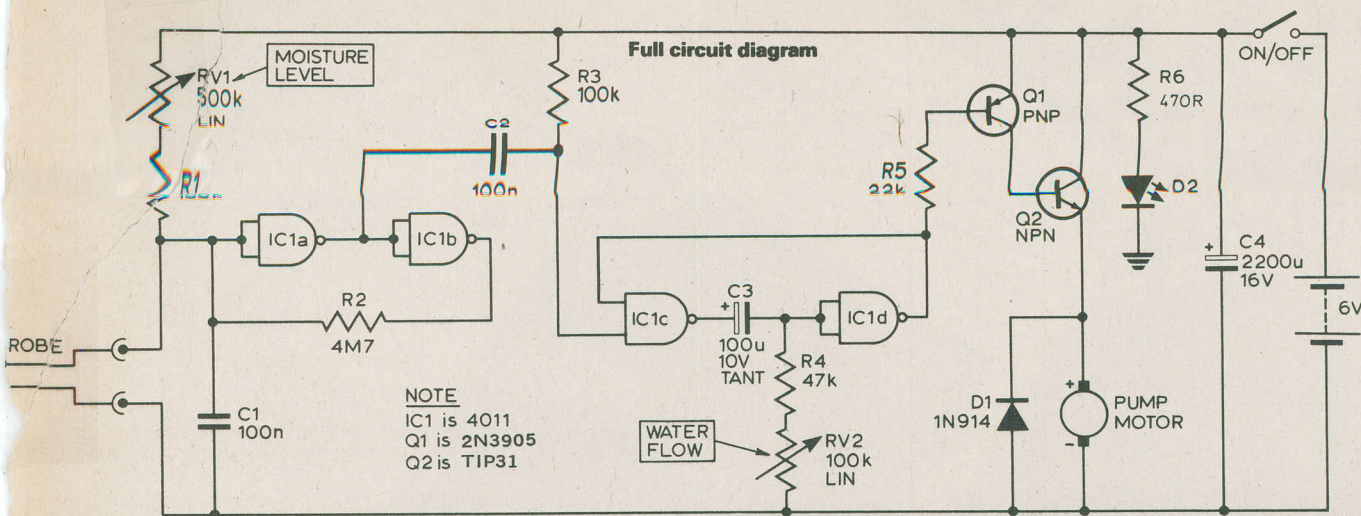 Full circuit diagram
MOISTURE
LEVEL
RV1
500k
LIN
R1
C2
100n
R3
100k
IC1a
IC1b
R2
4M7
ROBE
C1
100n
NOTE
IC1 is 4011
Q1 is 2N3905
Q2 is TIP31
IC1c
+
C3
100u
10V
TANT
IC1d
R4
47k
WATER
FLOW
RV2
100k
LIN
R5
22k
Q1
PNP
Q2
NPN
D1
1N914
+
-
PUMP
MOTOR
R6
470R
D2
+
C4
2200u
16V
ON/OFF
6V